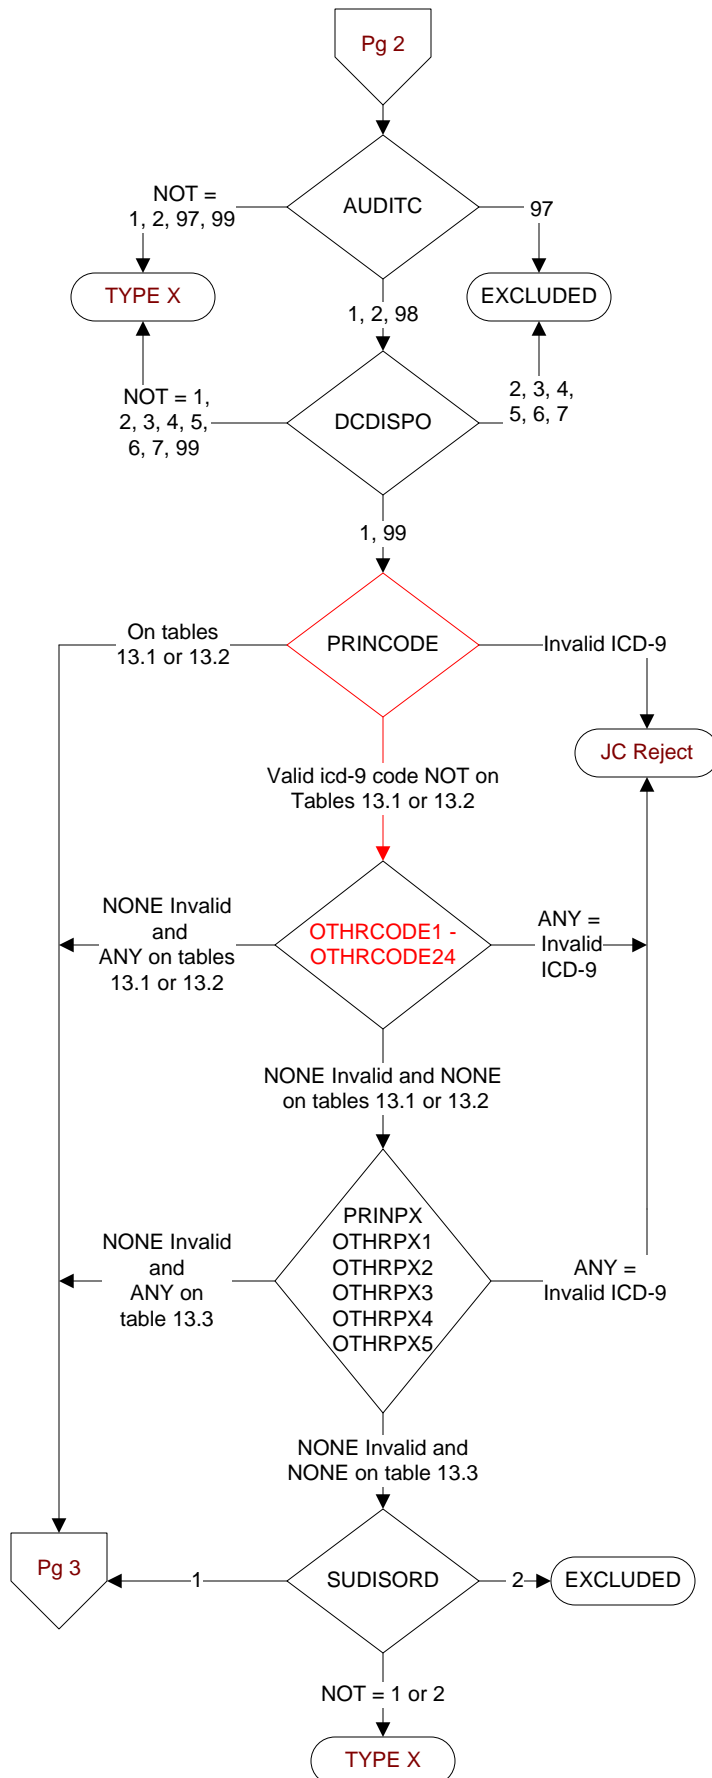 Pg 2
NOT =
1, 2, 97, 99
AUDITC
97
TYPE X
EXCLUDED
1, 2, 98
NOT = 1,
2, 3, 4, 5,
6, 7, 99
DCDISPO
2, 3, 4,
5, 6, 7
1, 99
On tables
13.1 or 13.2
PRINCODE
Invalid ICD-9
JC Reject
Valid icd-9 code NOT on
Tables 13.1 or 13.2
NONE Invalid
and
ANY on tables
13.1 or 13.2
OTHRCODE1 -
OTHRCODE24
ANY =
Invalid
ICD-9
NONE Invalid and NONE
on tables 13.1 or 13.2
NONE Invalid
and
ANY on
table 13.3
PRINPX
OTHRPX1
OTHRPX2
OTHRPX3
OTHRPX4
OTHRPX5
ANY =
Invalid ICD-9
NONE Invalid and
NONE on table 13.3
Pg 3
1
SUDISORD
2
EXCLUDED
NOT = 1 or 2
TYPE X